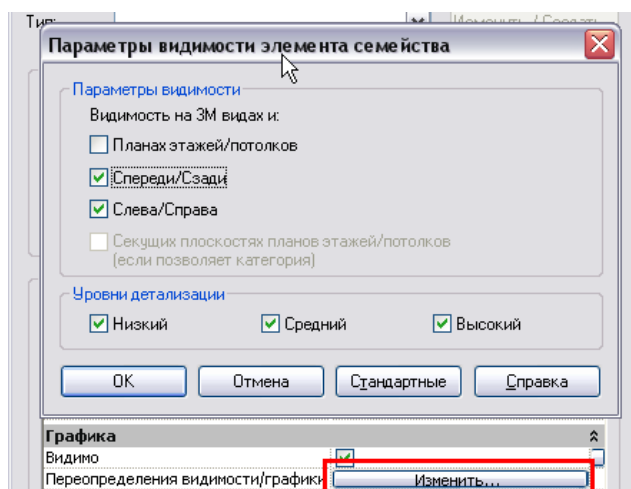 Тип:
Изменить / Создать
Параметры видимости элемента семейства
Параметры видимости
Видимость на 3М видах и:
Планах этажей/потолков
Спереди/Сзади
Слева/Справа
Секущих плоскостях планов этажей/потолков
(если позволяет категория)
Уровни детализации
Низкий Средний Высокий
OK Отмена Стандартные Справка
Графика
Видимо
Переопределения видимости/графики Изменить...